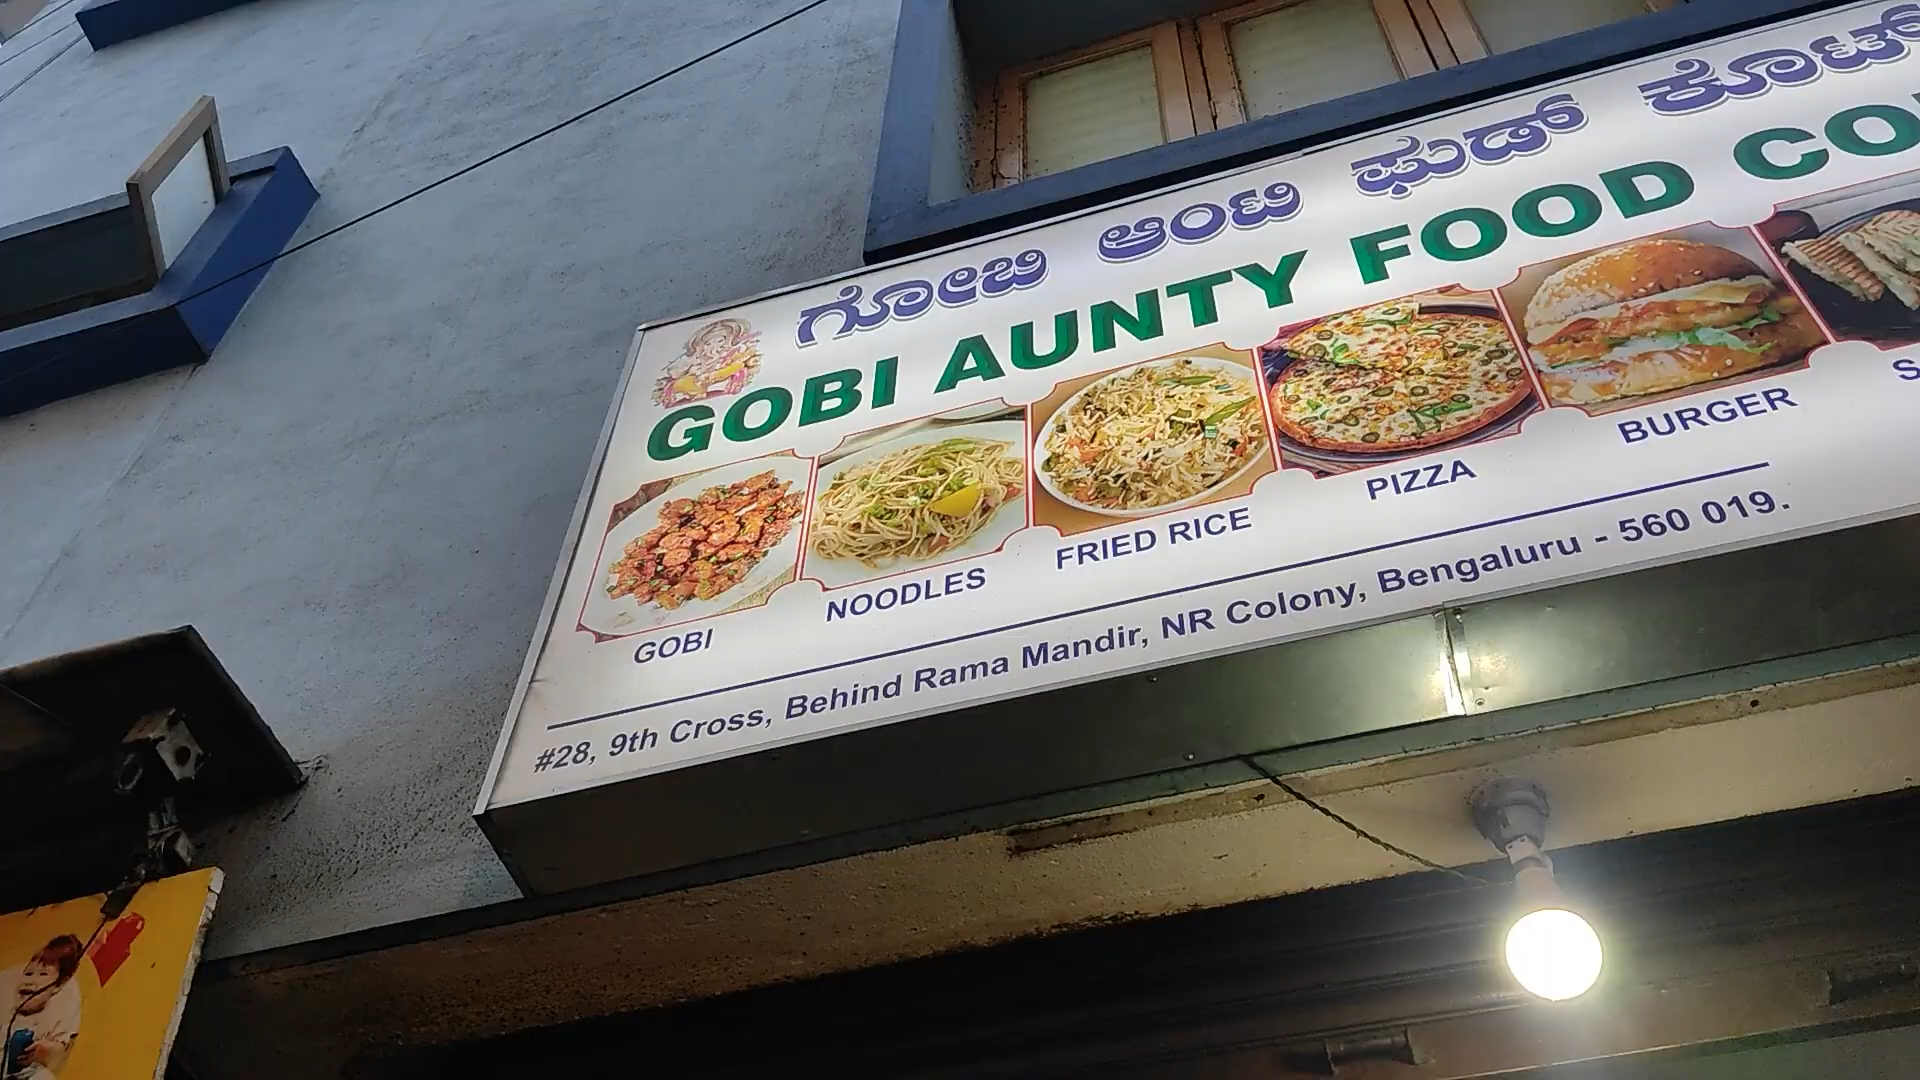 ಗೋಬಿ ಆಂಟಿ ಫುಡ್ ಕೋರ್ಟ್
GOBI AUNTY FOOD CO
GOBI NOODLES FRIED RICE PIZZA BURGER S
#28, 9th Cross, Behind Rama Mandir, NR Colony, Bengaluru - 560 019.